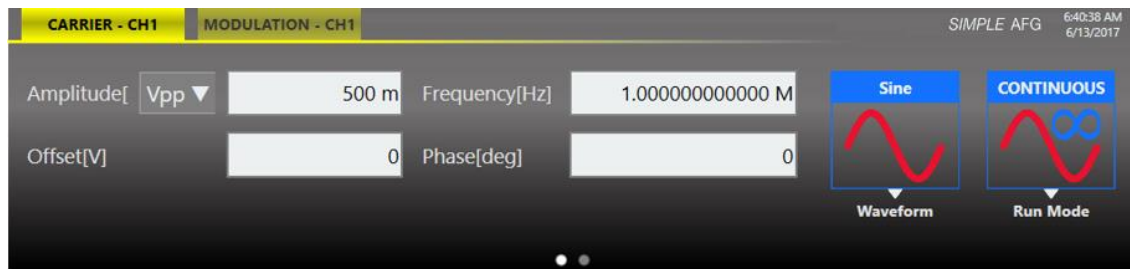 CARRIER - CH1 MODULATION - CH1 SIMPLE AFG 6:40:38 AM
6/13/2017
Amplitude[ Vpp ▼ 500 m Frequency[Hz] 1.000000000000 M Sine CONTINUOUS
Offset[V] 0 Phase[deg] 0
Waveform Run Mode